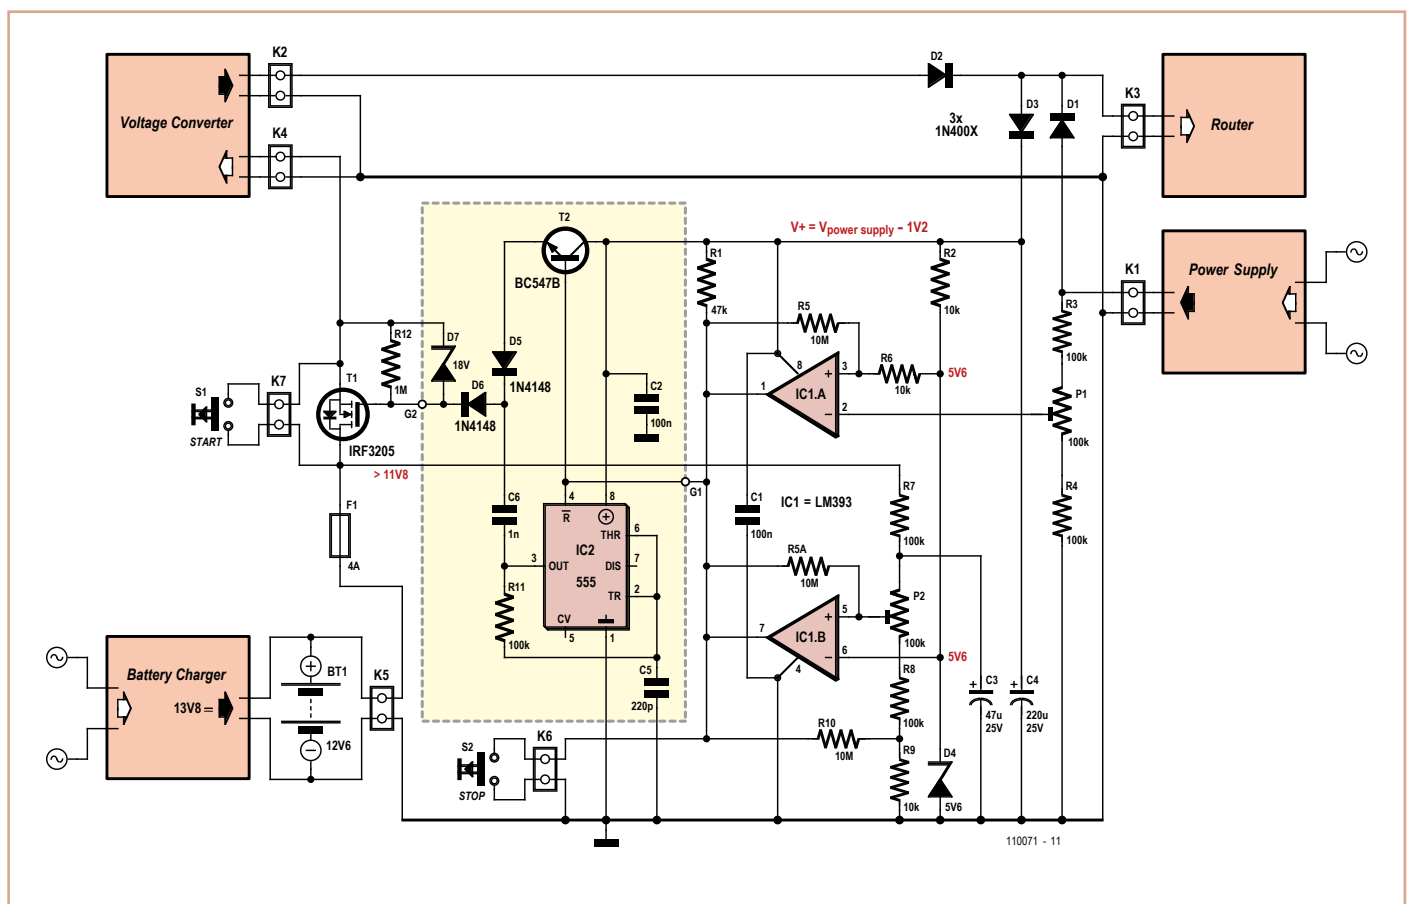 K2
Voltage Converter
K4
D2
3x
1N400X
D3
D1
K3
Router
T2
BC547B
V+ = Vpower supply – 1V2
R1
47k
R2
10k
Power Supply
K1
R3
100k
R5
10M
R6
10k
5V6
8
3
+
1
IC1.A
2
–
P1
100k
R4
100k
R12
1M
D7
18V
D5
1N4148
D6
1N4148
G2
C2
100n
S1
START
K7
T1
IRF3205
> 11V8
G1
R7
100k
C1
100n
IC1 = LM393
F1
4A
C6
1n
4
8
R
6
THR
IC2
555
3
OUT
DIS
7
TR
2
CV
5
1
R11
100k
R5A
10M
P2
100k
7
5
+
IC1.B
6
–
4
5V6
C5
220p
Battery Charger
13V8 =
+
BT1
–
12V6
K5
R8
100k
+
C3
47u
25V
+
C4
220u
25V
R10
10M
R9
10k
D4
5V6
S2
STOP
K6
110071 - 11